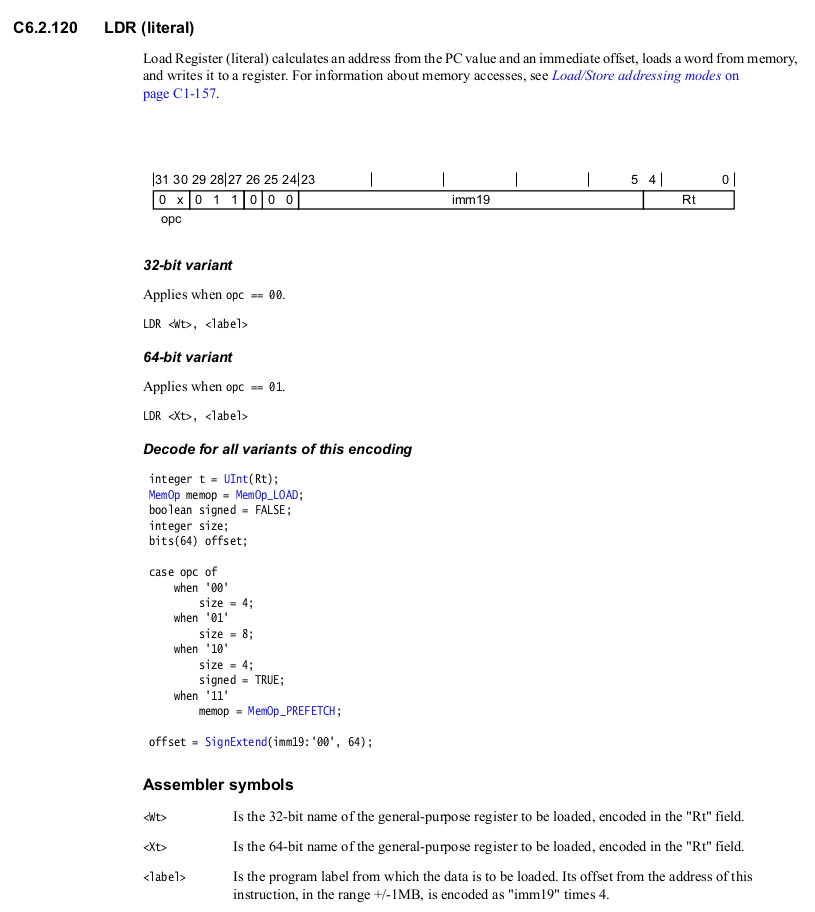 C6.2.120 LDR (literal)
Load Register (literal) calculates an address from the PC value and an immediate offset, loads a word from memory,
and writes it to a register. For information about memory accesses, see Load/Store addressing modes on
page C1-157.
31 30 29 28 27 26 25 24 23 5 4 0
0 x 0 1 1 0 0 0 imm19 Rt
opc
32-bit variant
Applies when opc == 00.
LDR <Wt>, <label>
64-bit variant
Applies when opc == 01.
LDR <Xt>, <label>
Decode for all variants of this encoding
integer t = UInt(Rt);
MemOp memop = MemOp_LOAD;
boolean signed = FALSE;
integer size;
bits(64) offset;
case opc of
when '00'
size = 4;
when '01'
size = 8;
when '10'
size = 4;
signed = TRUE;
when '11'
memop = MemOp_PREFETCH;
offset = SignExtend(imm19:'00', 64);
Assembler symbols
<Wt> Is the 32-bit name of the general-purpose register to be loaded, encoded in the "Rt" field.
<Xt> Is the 64-bit name of the general-purpose register to be loaded, encoded in the "Rt" field.
<label> Is the program label from which the data is to be loaded. Its offset from the address of this
instruction, in the range +/-1MB, is encoded as "imm19" times 4.